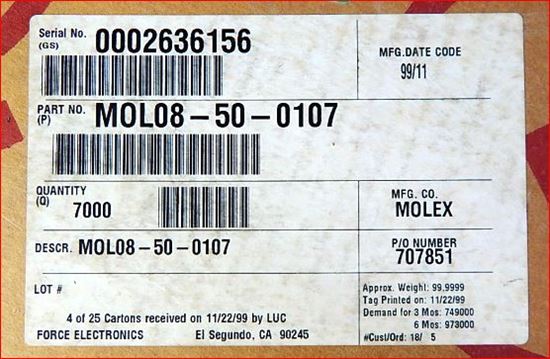 Serial No. 0002636156
(GS)
MFG.DATE CODE
99/11
PART NO. MOL08-50-0107
(P)
QUANTITY
(Q) 7000
MFG. CO.
MOLEX
DESCR. MOL08-50-0107
P/O NUMBER
707851
LOT #
4 of 25 Cartons received on 11/22/99 by LUC
FORCE ELECTRONICS El Segundo, CA 90245
Approx. Weight: 99.9999
Tag Printed on: 11/22/99
Demand for 3 Mos: 749000
6 Mos: 973000
#Cust/Ord: 18/ 5